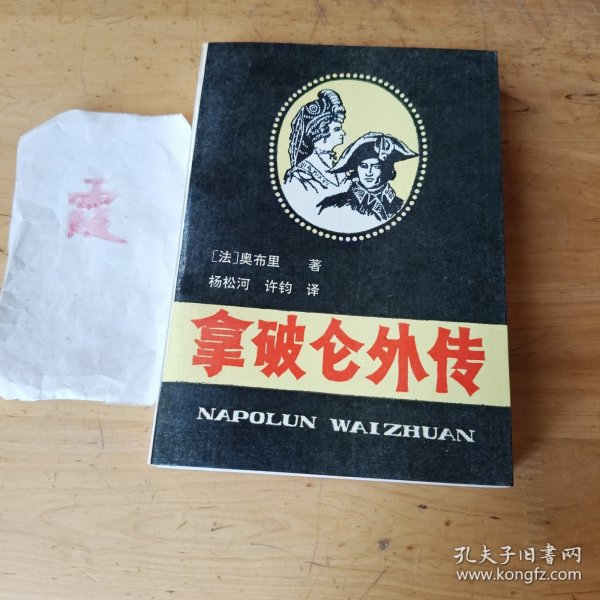 霞
[法]奥布里 著
杨松河 许钧 译
拿破仑外传
NAPOLUN WAIZHUAN
孔夫子旧书网
www.kongfz.com